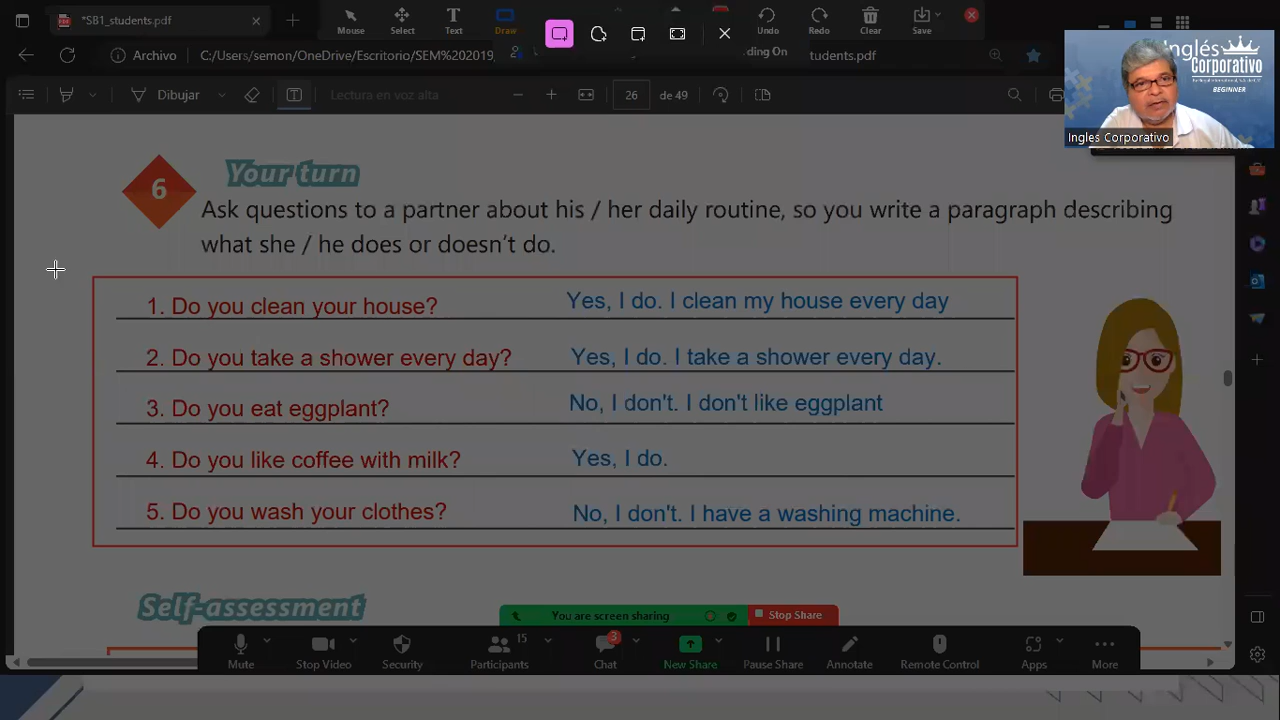 *SB1_students.pdf
Mouse Select Text Draw Undo Redo Clear Save
Archivo C:/Users/semon/OneDrive/Escritorio/SEM%202019 ding On tudents.pdf
Dibujar Lectura en voz alta 26 de 49
Inglés
Corporativo
BEGINNER
Ingles Corporativo
6 Your turn
Ask questions to a partner about his / her daily routine, so you write a paragraph describing
what she / he does or doesn't do.
1. Do you clean your house? Yes, I do. I clean my house every day
2. Do you take a shower every day? Yes, I do. I take a shower every day.
3. Do you eat eggplant? No, I don't. I don't like eggplant
4. Do you like coffee with milk? Yes, I do.
5. Do you wash your clothes? No, I don't. I have a washing machine.
Self-assessment
You are screen sharing Stop Share
15 3
Mute Stop Video Security Participants Chat New Share Pause Share Annotate Remote Control Apps More